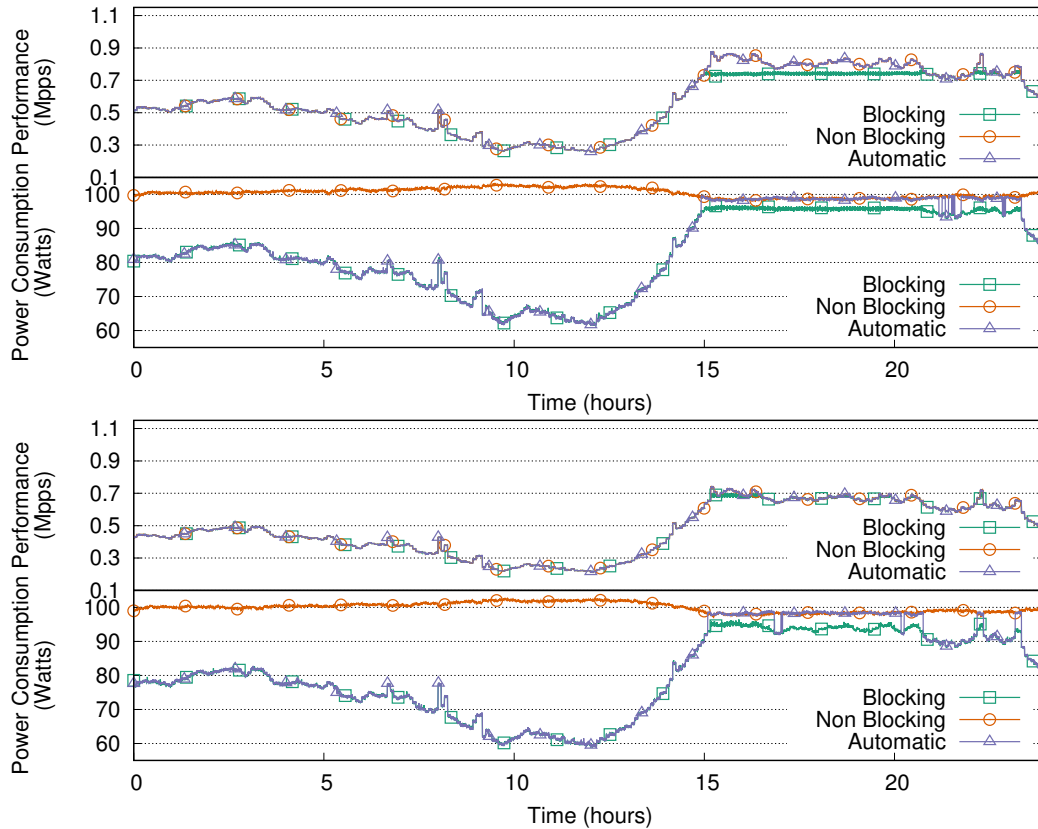 1.1
0.9
0.7
0.5
0.3
0.1
Performance
(Mpps)
Blocking
Non Blocking
Automatic
100
90
80
70
60
Power Consumption
(Watts)
Blocking
Non Blocking
Automatic
0 5 10 15 20
Time (hours)
1.1
0.9
0.7
0.5
0.3
0.1
Performance
(Mpps)
Blocking
Non Blocking
Automatic
100
90
80
70
60
Power Consumption
(Watts)
Blocking
Non Blocking
Automatic
0 5 10 15 20
Time (hours)